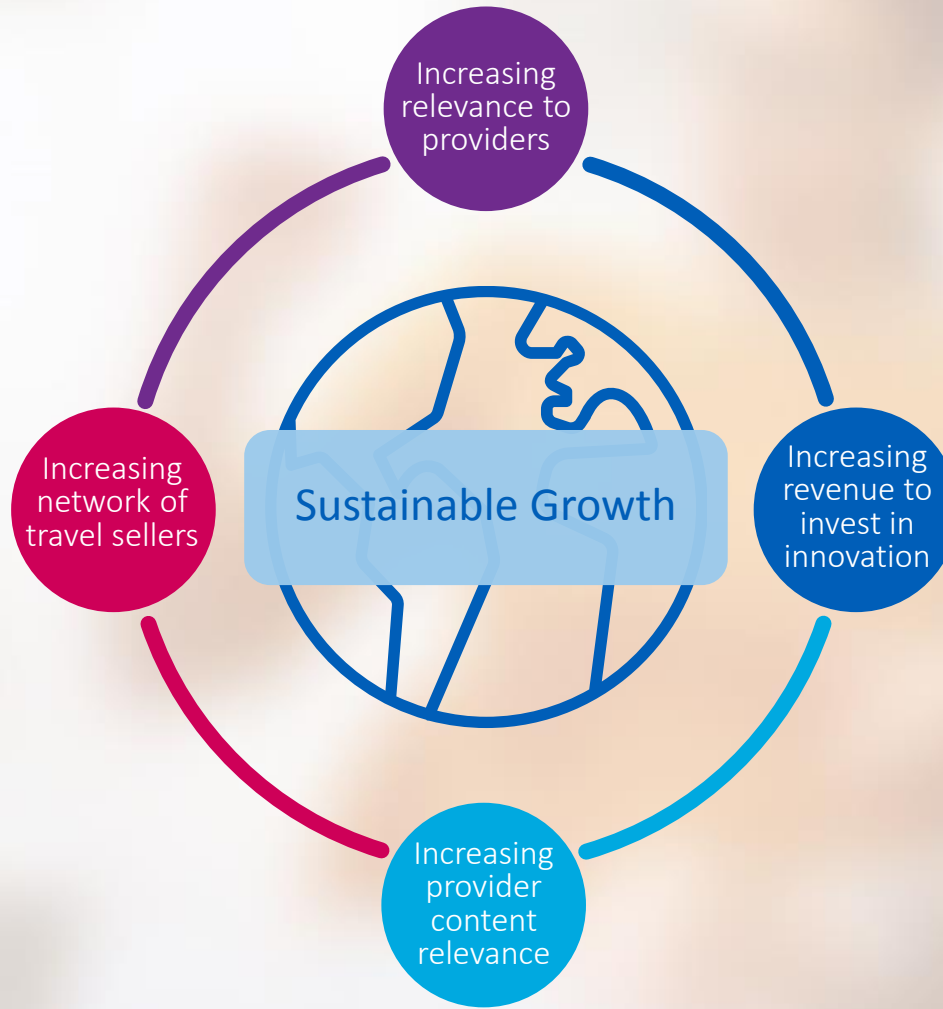 Increasing
relevance to
providers
Increasing
network of
travel sellers
Sustainable Growth
Increasing
revenue to
invest in
innovation
Increasing
provider
content
relevance